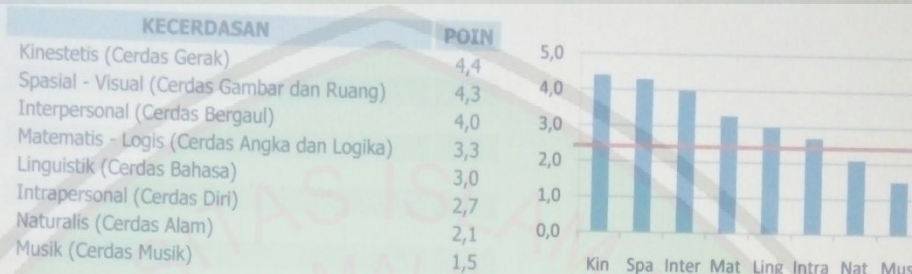 KECERDASAN POIN
Kinestetis (Cerdas Gerak) 4,4
Spasial - Visual (Cerdas Gambar dan Ruang) 4,3
Interpersonal (Cerdas Bergaul) 4,0
Matematis - Logis (Cerdas Angka dan Logika) 3,3
Linguistik (Cerdas Bahasa) 3,0
Intrapersonal (Cerdas Diri) 2,7
Naturalis (Cerdas Alam) 2,1
Musik (Cerdas Musik) 1,5
5,0
4,0
3,0
2,0
1,0
0,0
Kin Spa Inter Mat Ling Intra Nat Mus